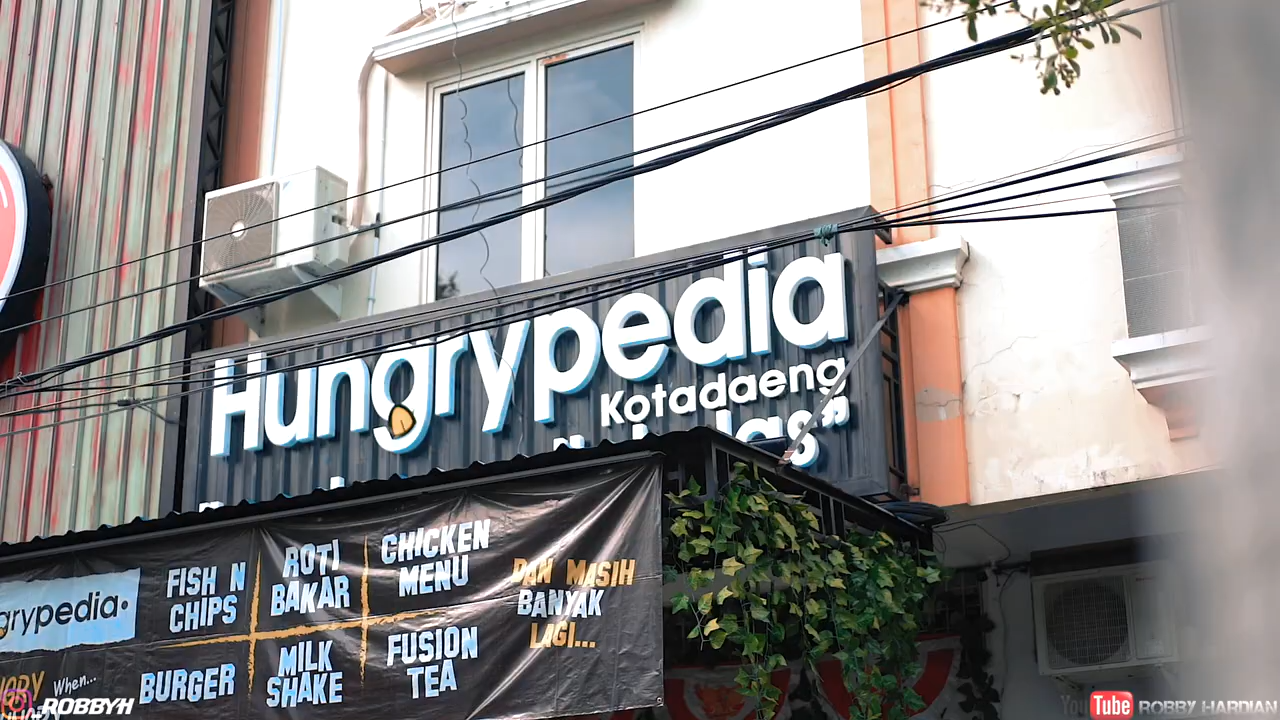 Hungrypedia
Kotadaeng
grypedia.
FISH N
CHIPS
ROTI
BAKAR
CHICKEN
MENU
DAN MASIH
BANYAK
LAGI...
BURGER
MILK
SHAKE
FUSION
TEA
When...
ROBBYH
YouTube ROBBY HARDIAN